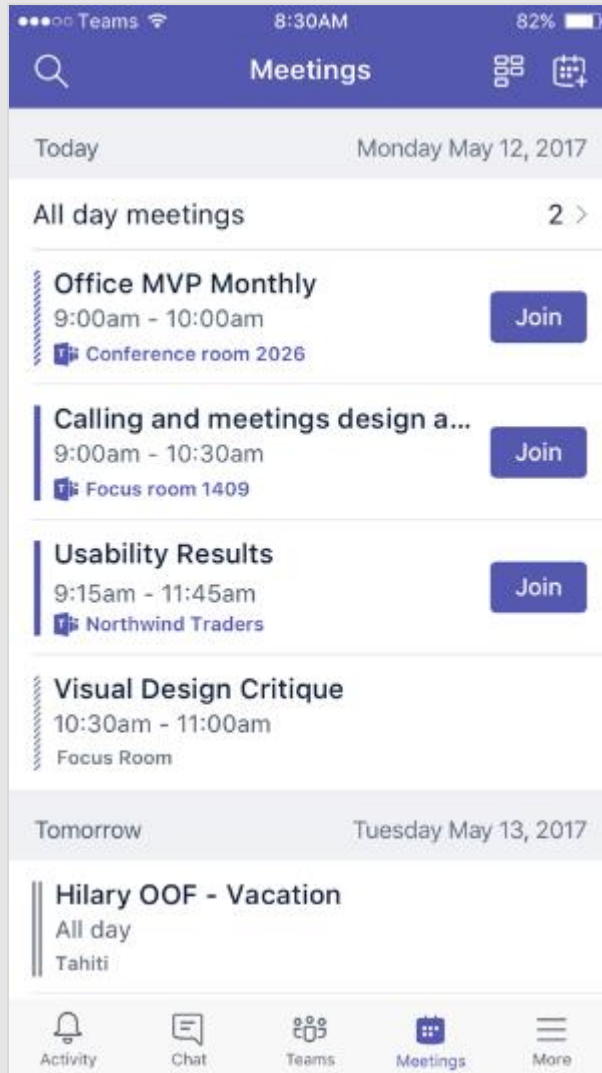 Teams 8:30AM 82%
Meetings
Today Monday May 12, 2017
All day meetings 2 >
Office MVP Monthly
9:00am - 10:00am
Join
Conference room 2026
Calling and meetings design a...
9:00am - 10:30am
Join
Focus room 1409
Usability Results
9:15am - 11:45am
Join
Northwind Traders
Visual Design Critique
10:30am - 11:00am
Focus Room
Tomorrow Tuesday May 13, 2017
Hilary OOF - Vacation
All day
Tahiti
Activity Chat Teams Meetings More